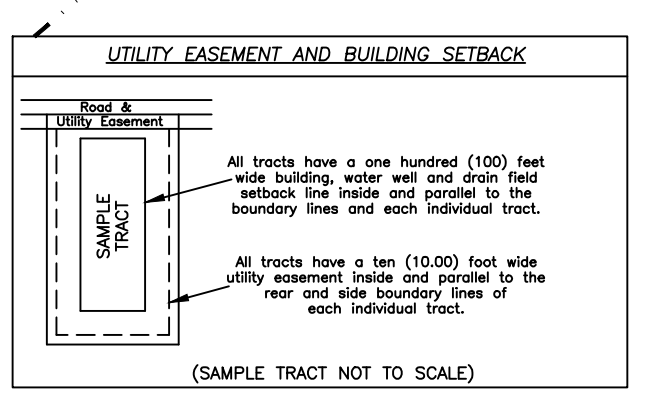 UTILITY EASEMENT AND BUILDING SETBACK
Road &
Utility Easement
SAMPLE
TRACT
All tracts have a one hundred (100) feet
wide building, water well and drain field
setback line inside and parallel to the
boundary lines and each individual tract.
All tracts have a ten (10.00) foot wide
utility easement inside and parallel to the
rear and side boundary lines of
each individual tract.
(SAMPLE TRACT NOT TO SCALE)